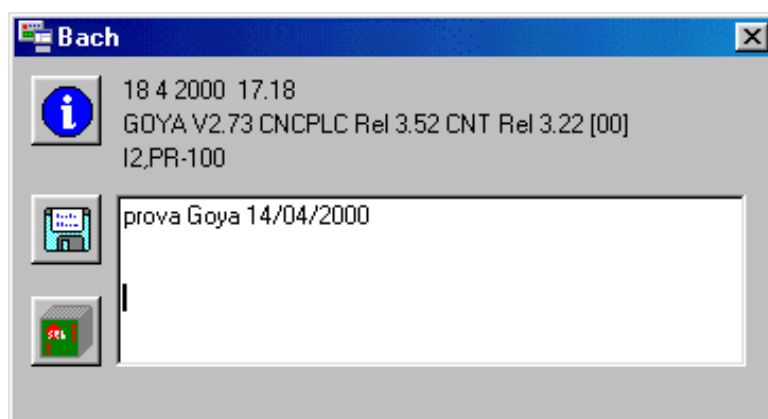 Bach
18 4 2000 17.18
GOYA V2.73 CNCPLC Rel 3.52 CNT Rel 3.22 [00]
I2,PR-100
prova Goya 14/04/2000